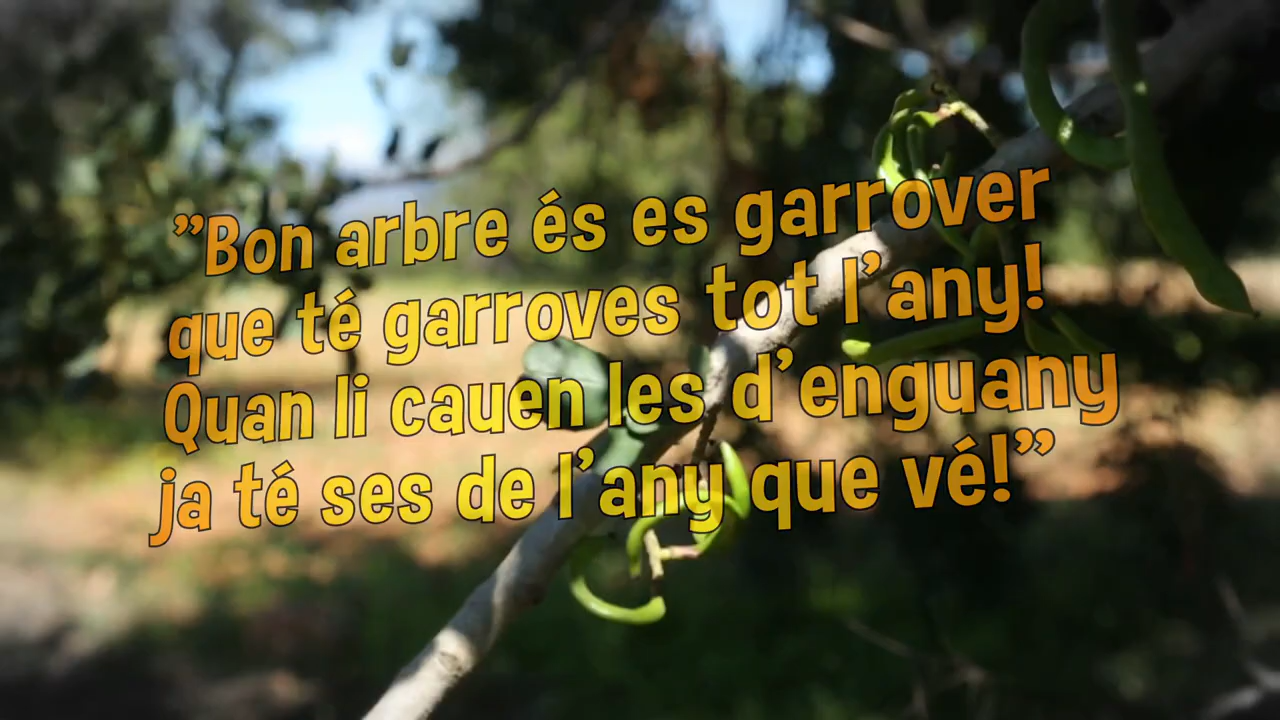 ”Bon arbre és es garrover
que té garroves tot l’any!
Quan li cauen les d’enguany
ja té ses de l’any que vé!”